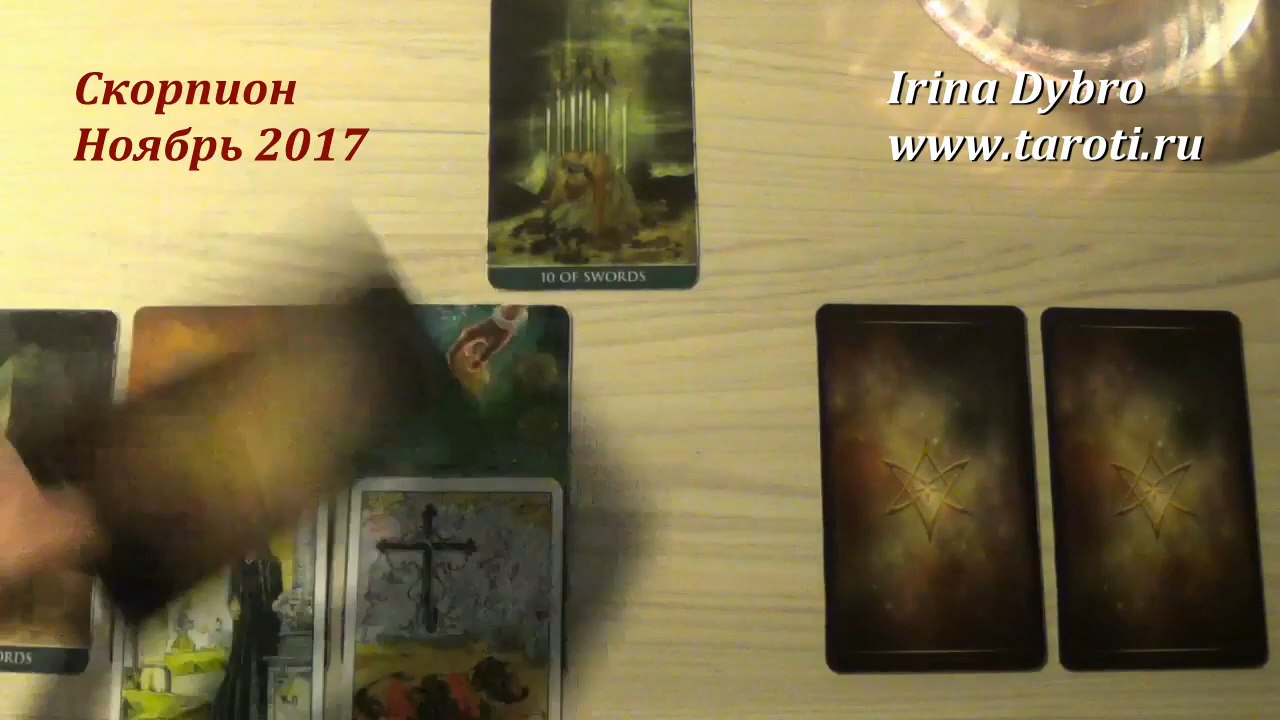 Скорпион
Ноябрь 2017
Irina Dybro
www.taroti.ru
10 OF SWORDS